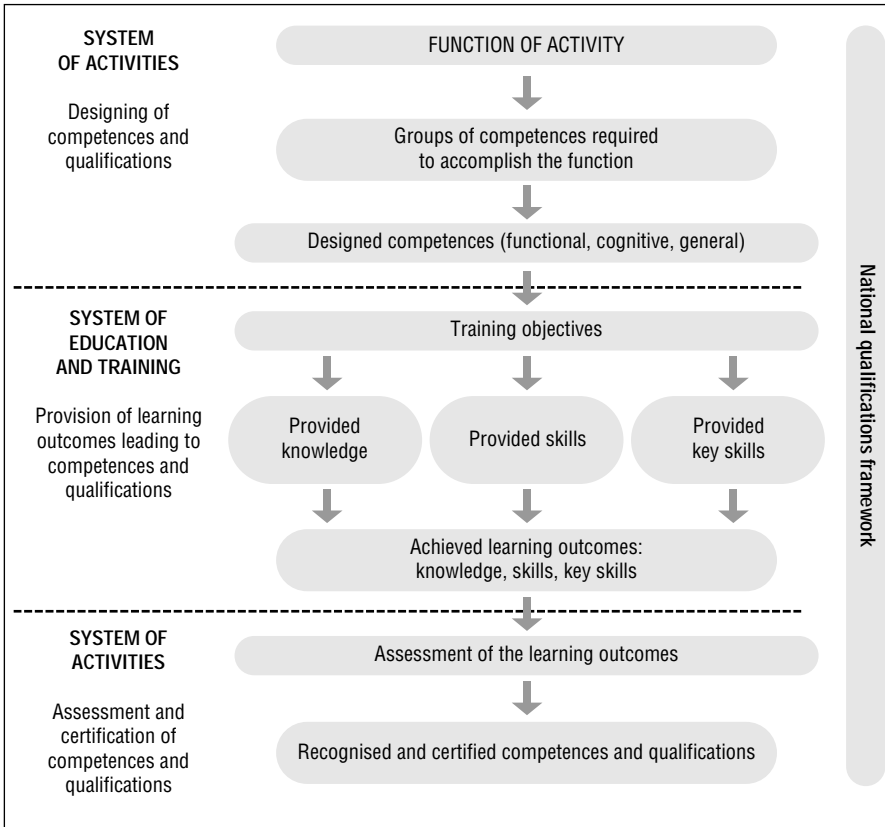 SYSTEM
OF ACTIVITIES
Designing of
competences and
qualifications
FUNCTION OF ACTIVITY
Groups of competences required
to accomplish the function
Designed competences (functional, cognitive, general)
SYSTEM OF
EDUCATION
AND TRAINING
Provision of learning
outcomes leading to
competences and
qualifications
Training objectives
Provided
knowledge
Provided skills
Provided
key skills
Achieved learning outcomes:
knowledge, skills, key skills
SYSTEM OF
ACTIVITIES
Assessment and
certification of
competences and
qualifications
Assessment of the learning outcomes
Recognised and certified competences and qualifications
National qualifications framework